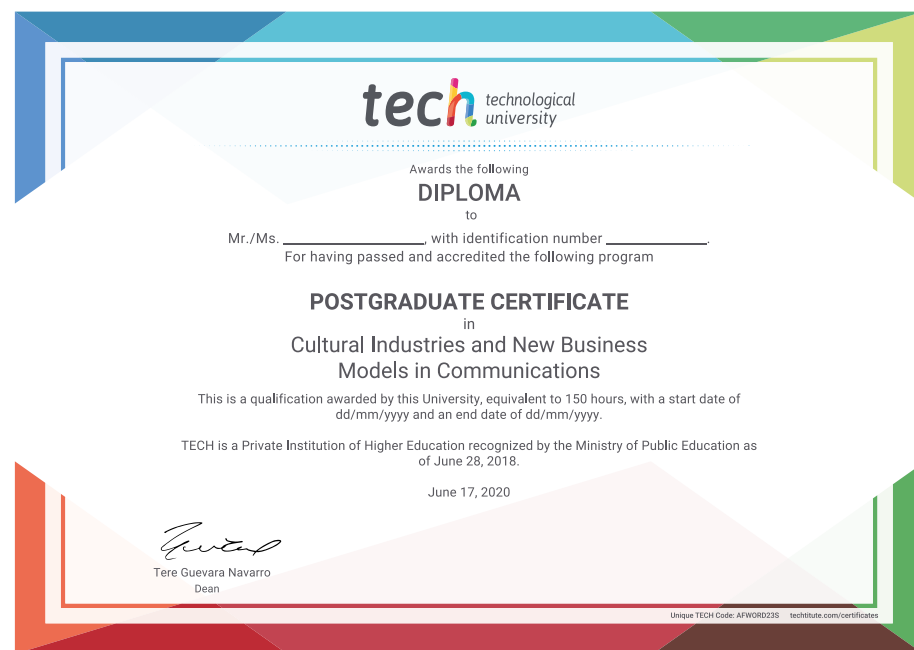 tech technological
university
Awards the following
DIPLOMA
to
Mr./Ms. _________________, with identification number ____________.
For having passed and accredited the following program
POSTGRADUATE CERTIFICATE
in
Cultural Industries and New Business
Models in Communications
This is a qualification awarded by this University, equivalent to 150 hours, with a start date of
dd/mm/yyyy and an end date of dd/mm/yyyy.
TECH is a Private Institution of Higher Education recognized by the Ministry of Public Education as
of June 28, 2018.
June 17, 2020
Tere Guevara Navarro
Dean
Unique TECH Code: AFWORD23S techtitute.com/certificates